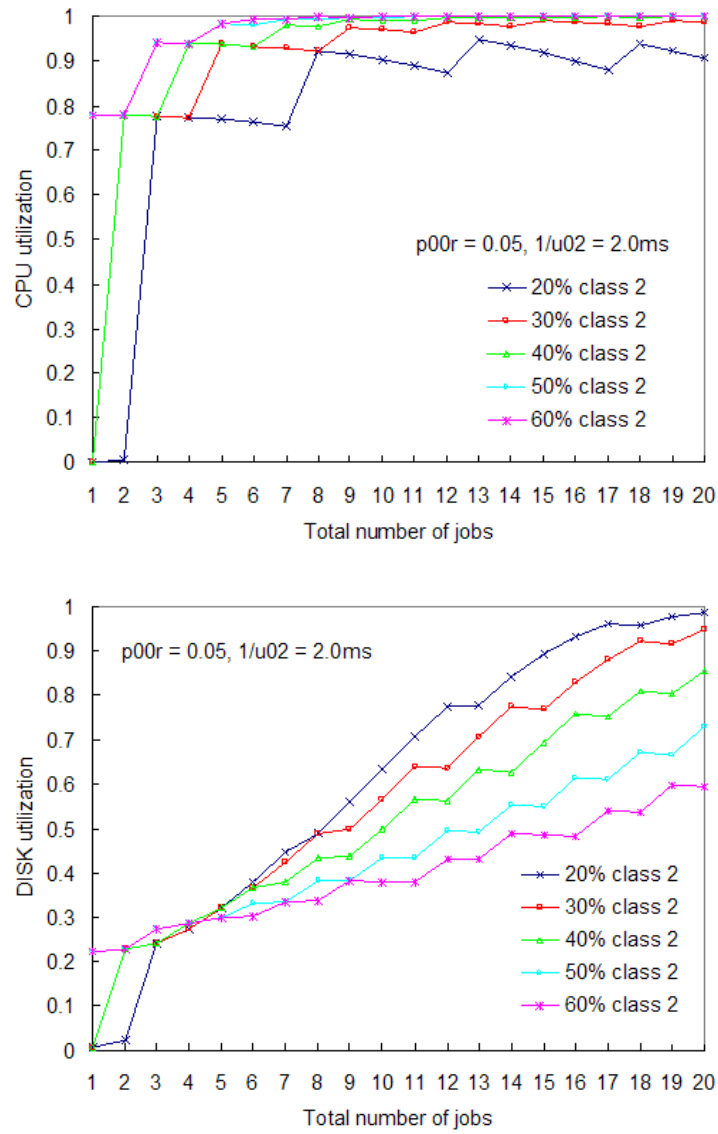 1
0.9
0.8
0.7
0.6
0.5
0.4
0.3
0.2
0.1
0
CPU utilization
p00r = 0.05, 1/u02 = 2.0ms
20% class 2
30% class 2
40% class 2
50% class 2
60% class 2
1 2 3 4 5 6 7 8 9 10 11 12 13 14 15 16 17 18 19 20
Total number of jobs
1
0.9
0.8
0.7
0.6
0.5
0.4
0.3
0.2
0.1
0
DISK utilization
p00r = 0.05, 1/u02 = 2.0ms
20% class 2
30% class 2
40% class 2
50% class 2
60% class 2
1 2 3 4 5 6 7 8 9 10 11 12 13 14 15 16 17 18 19 20
Total number of jobs